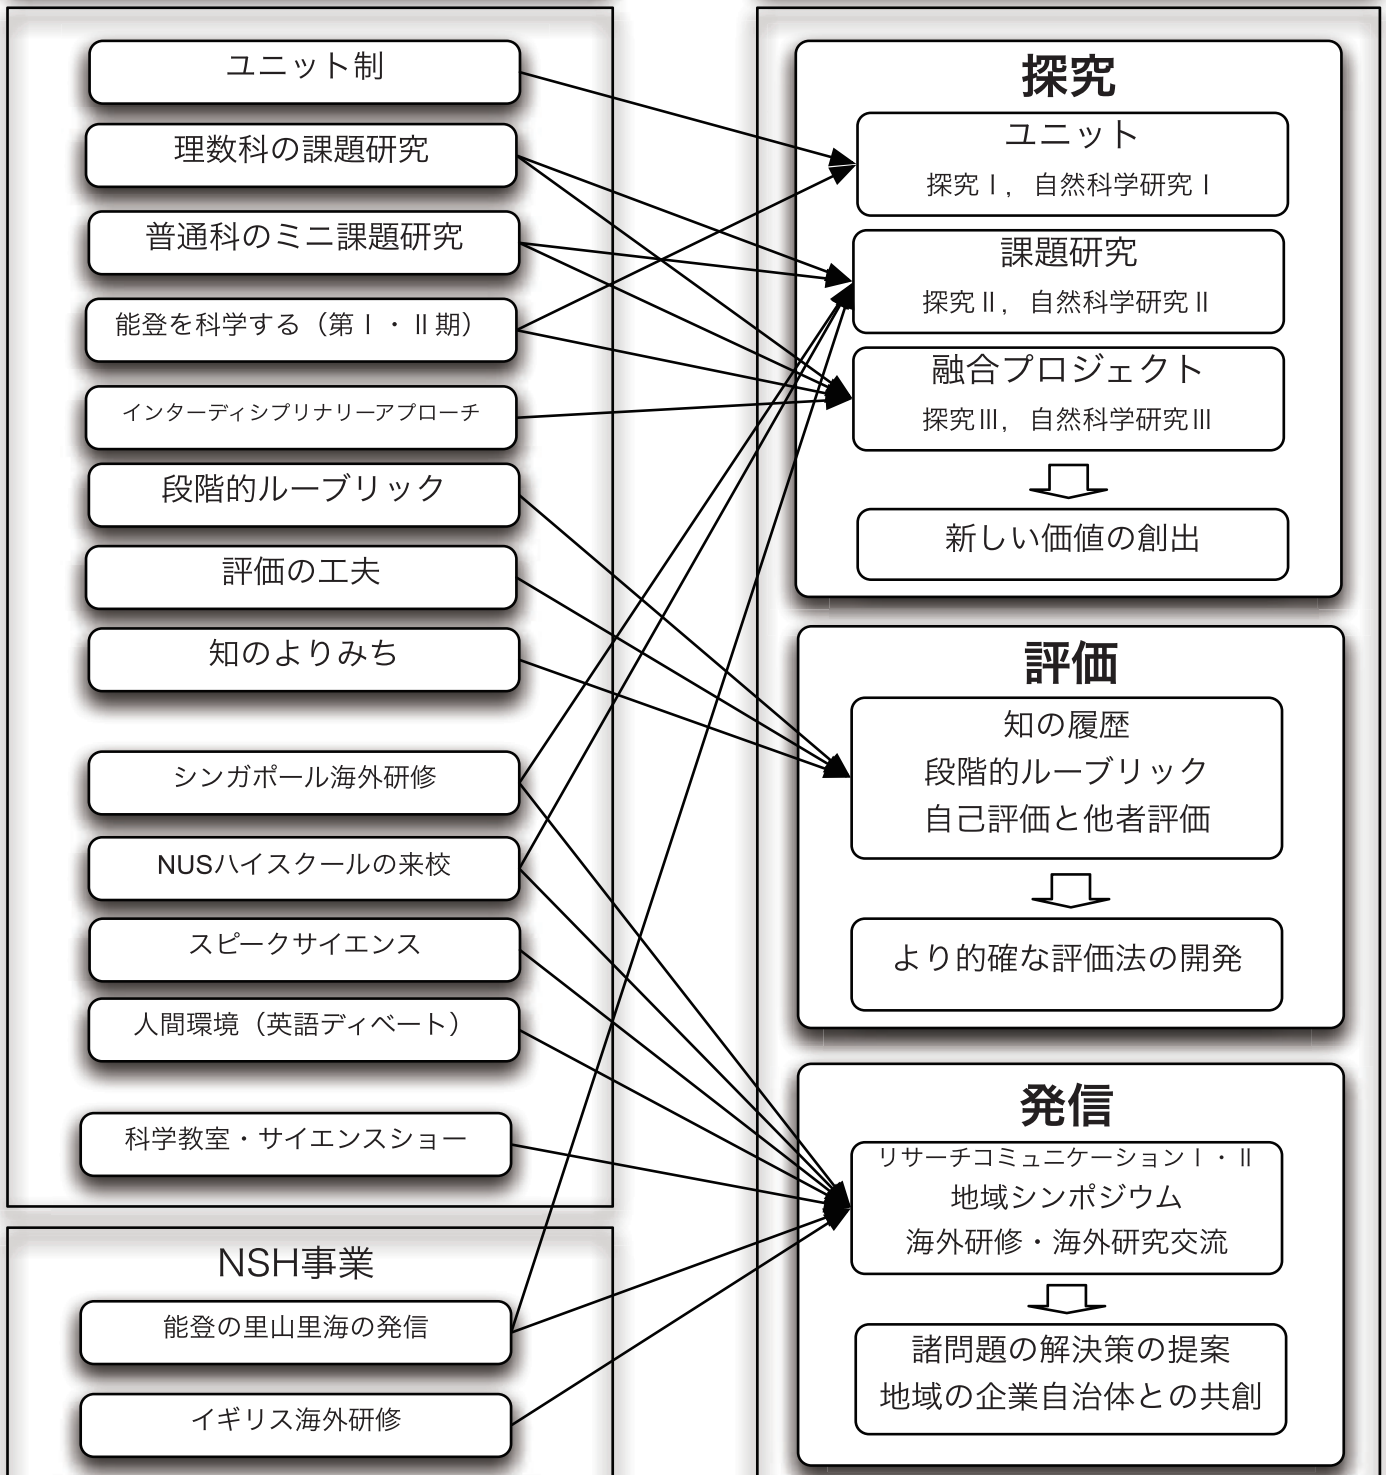 ユニット制
理数科の課題研究
普通科のミニ課題研究
能登を科学する（第Ⅰ・Ⅱ期）
インターディシプリナリーアプローチ
段階的ルーブリック
評価の工夫
知のよりみち
シンガポール海外研修
NUSハイスクールの来校
スピークサイエンス
人間環境（英語ディベート）
科学教室・サイエンスショー
NSH事業
能登の里山里海の発信
イギリス海外研修
探究
ユニット
探究Ⅰ，自然科学研究Ⅰ
課題研究
探究Ⅱ，自然科学研究Ⅱ
融合プロジェクト
探究Ⅲ，自然科学研究Ⅲ
新しい価値の創出
評価
知の履歴
段階的ルーブリック
自己評価と他者評価
より的確な評価法の開発
発信
リサーチコミュニケーションⅠ・Ⅱ
地域シンポジウム
海外研修・海外研究交流
諸問題の解決策の提案
地域の企業自治体との共創